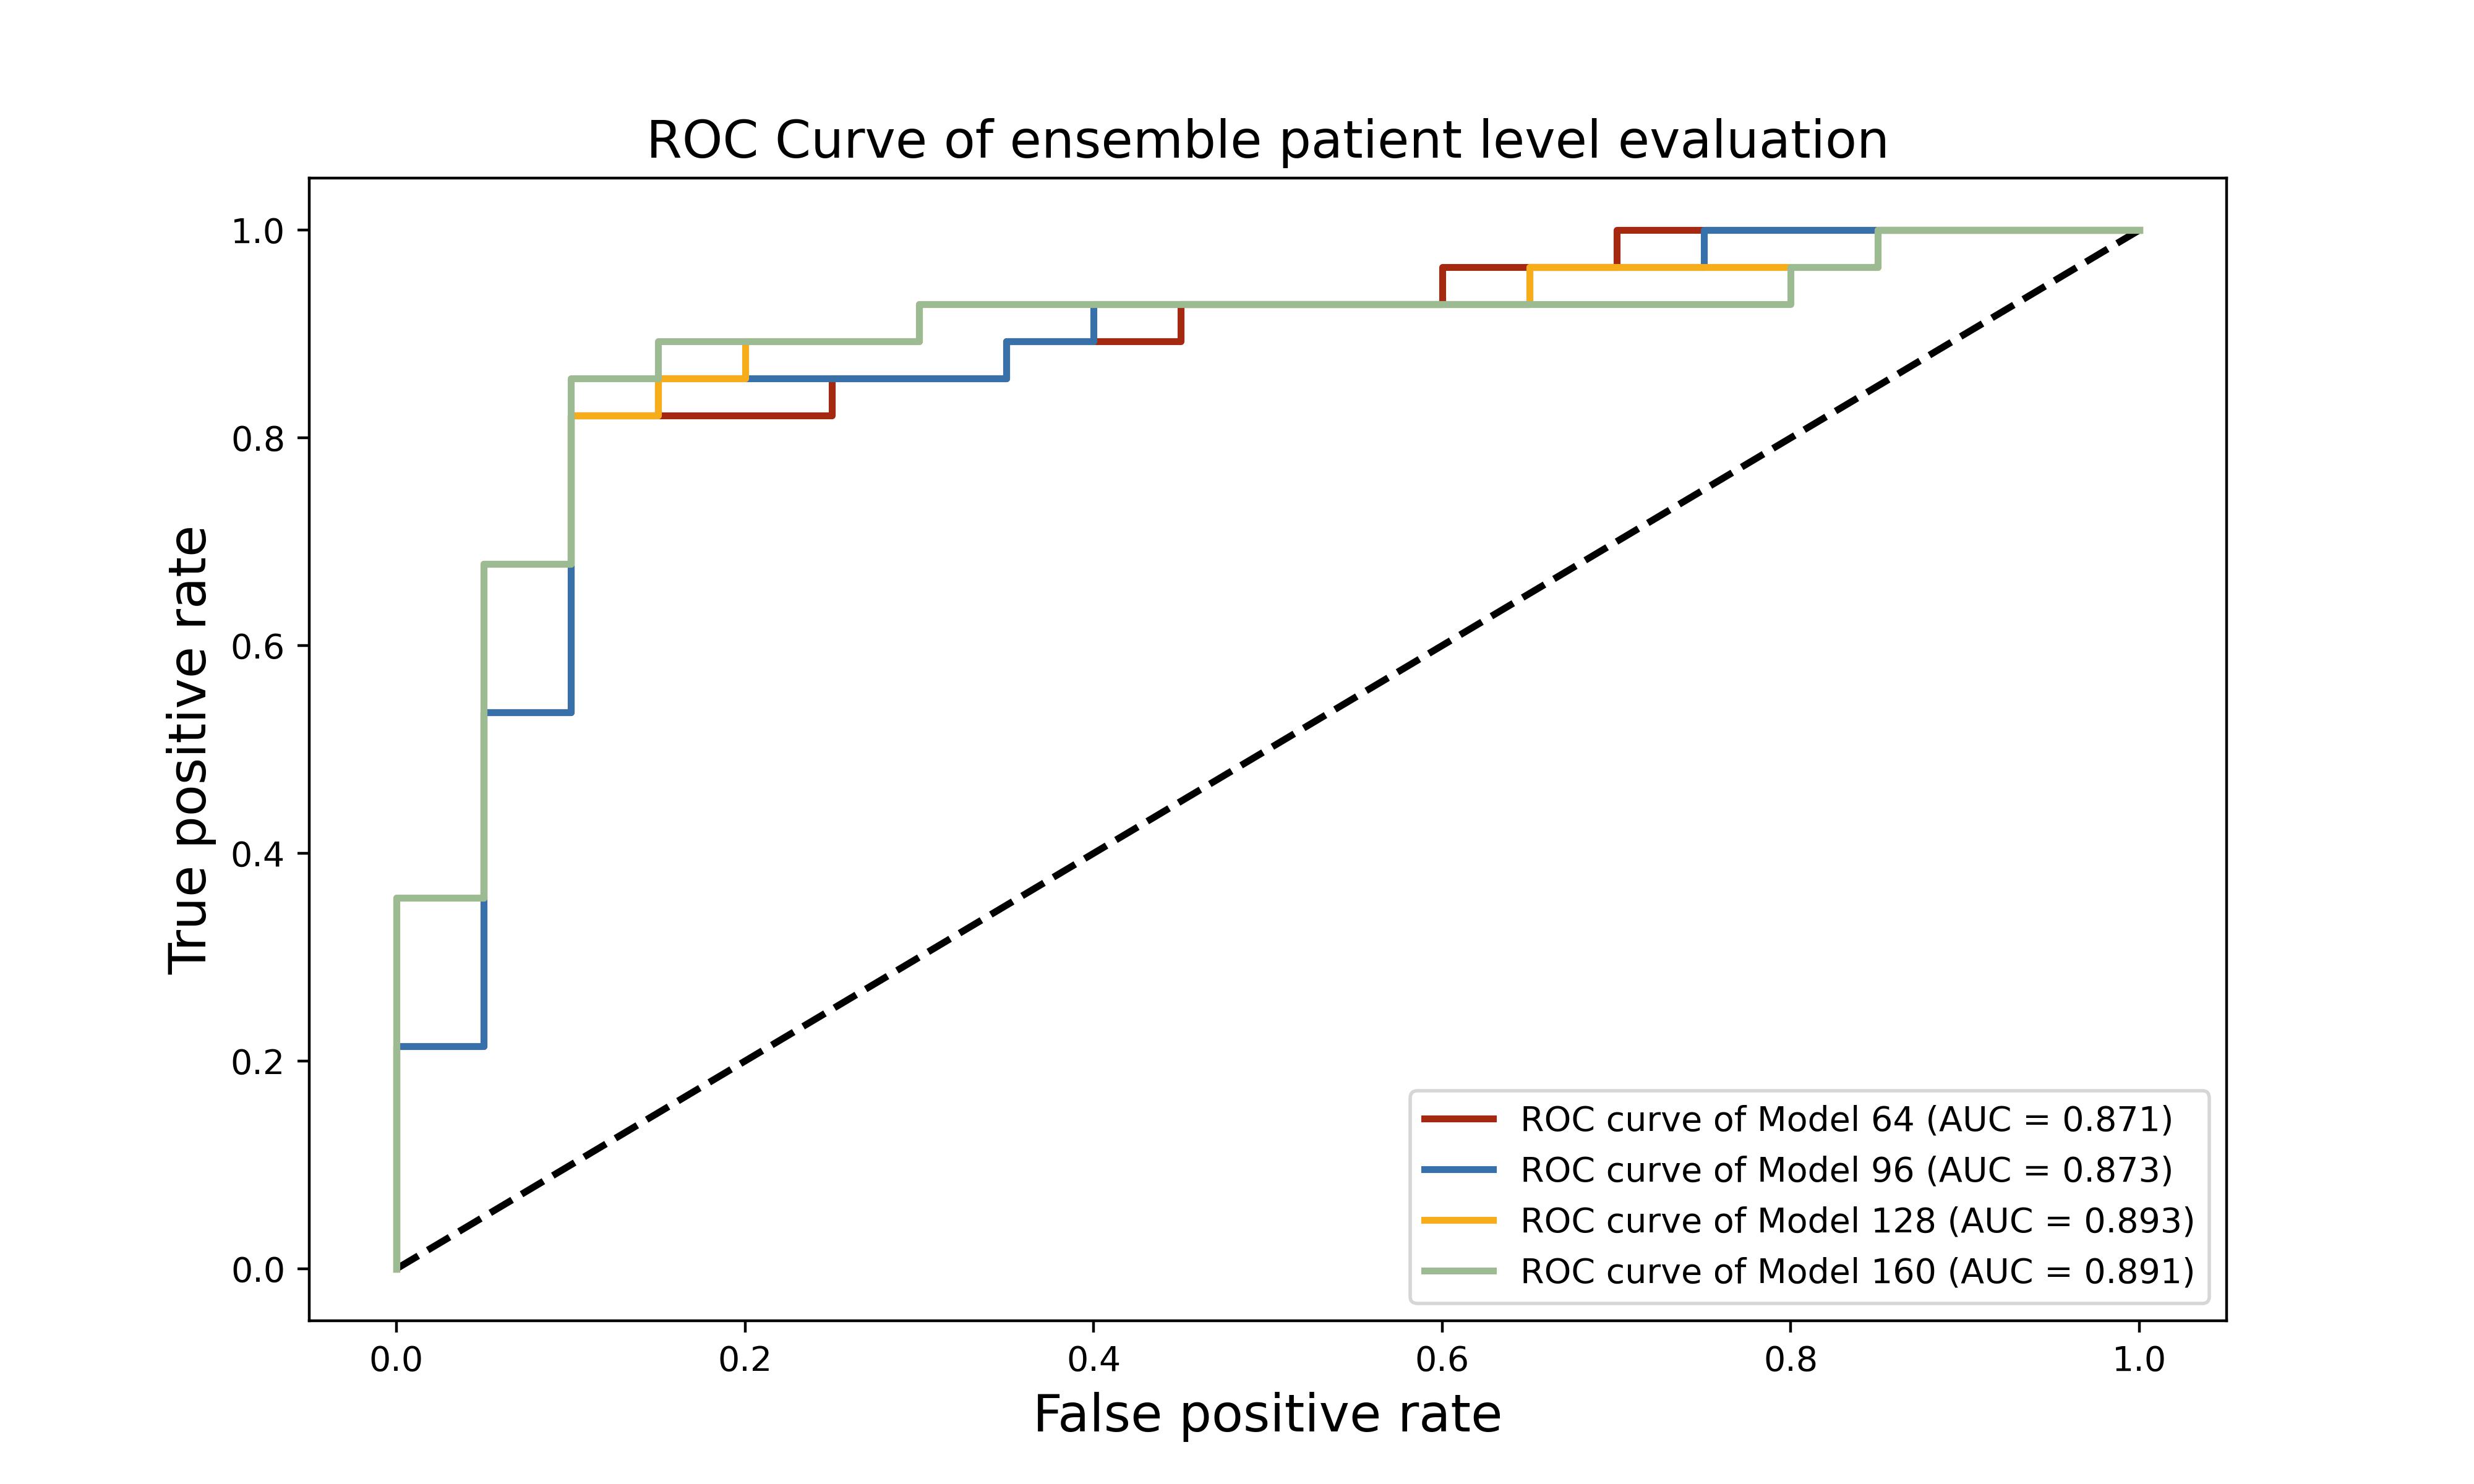 ROC Curve of ensemble patient level evaluation
True positive rate
1.0
0.8
0.6
0.4
0.2
0.0
ROC curve of Model 64 (AUC = 0.871)
ROC curve of Model 96 (AUC = 0.873)
ROC curve of Model 128 (AUC = 0.893)
ROC curve of Model 160 (AUC = 0.891)
0.0 0.2 0.4 0.6 0.8 1.0
False positive rate